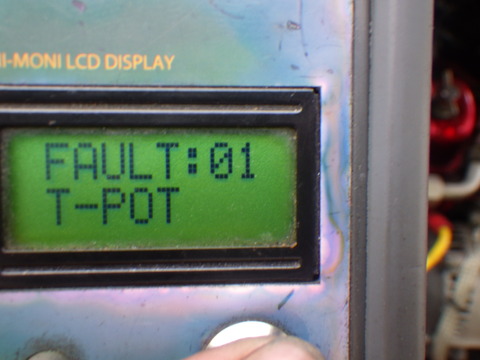 I-MONI LCD DISPLAY
FAULT:01
T-POT